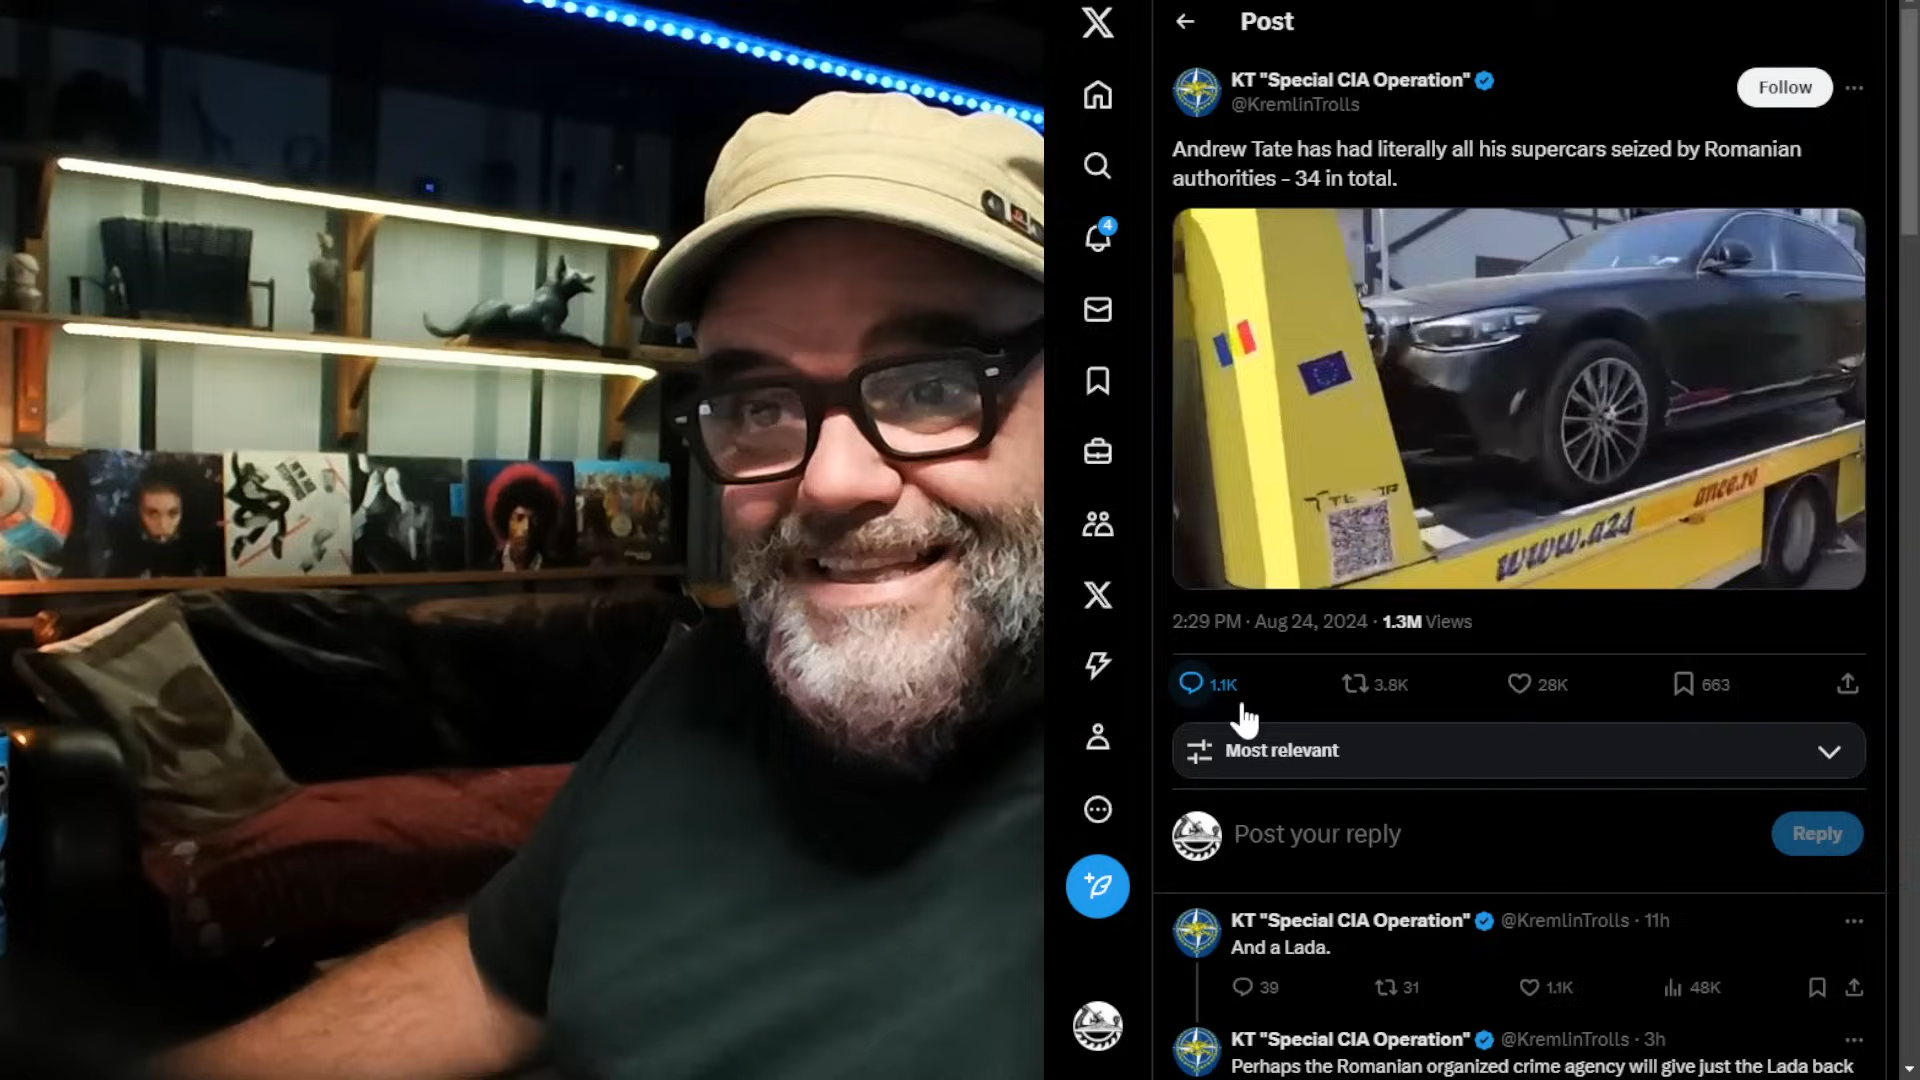 Post
KT "Special CIA Operation"
@KremlinTrolls
Follow
Andrew Tate has had literally all his supercars seized by Romanian
authorities - 34 in total.
www.a24
ance.ro
2:29 PM · Aug 24, 2024 · 1.3M Views
1.1K 3.8K 28K 663
Most relevant
Post your reply
Reply
KT "Special CIA Operation" @KremlinTrolls · 11h
And a Lada.
39 31 1.1K 48K
KT "Special CIA Operation" @KremlinTrolls · 3h
Perhaps the Romanian organized crime agency will give just the Lada back
4